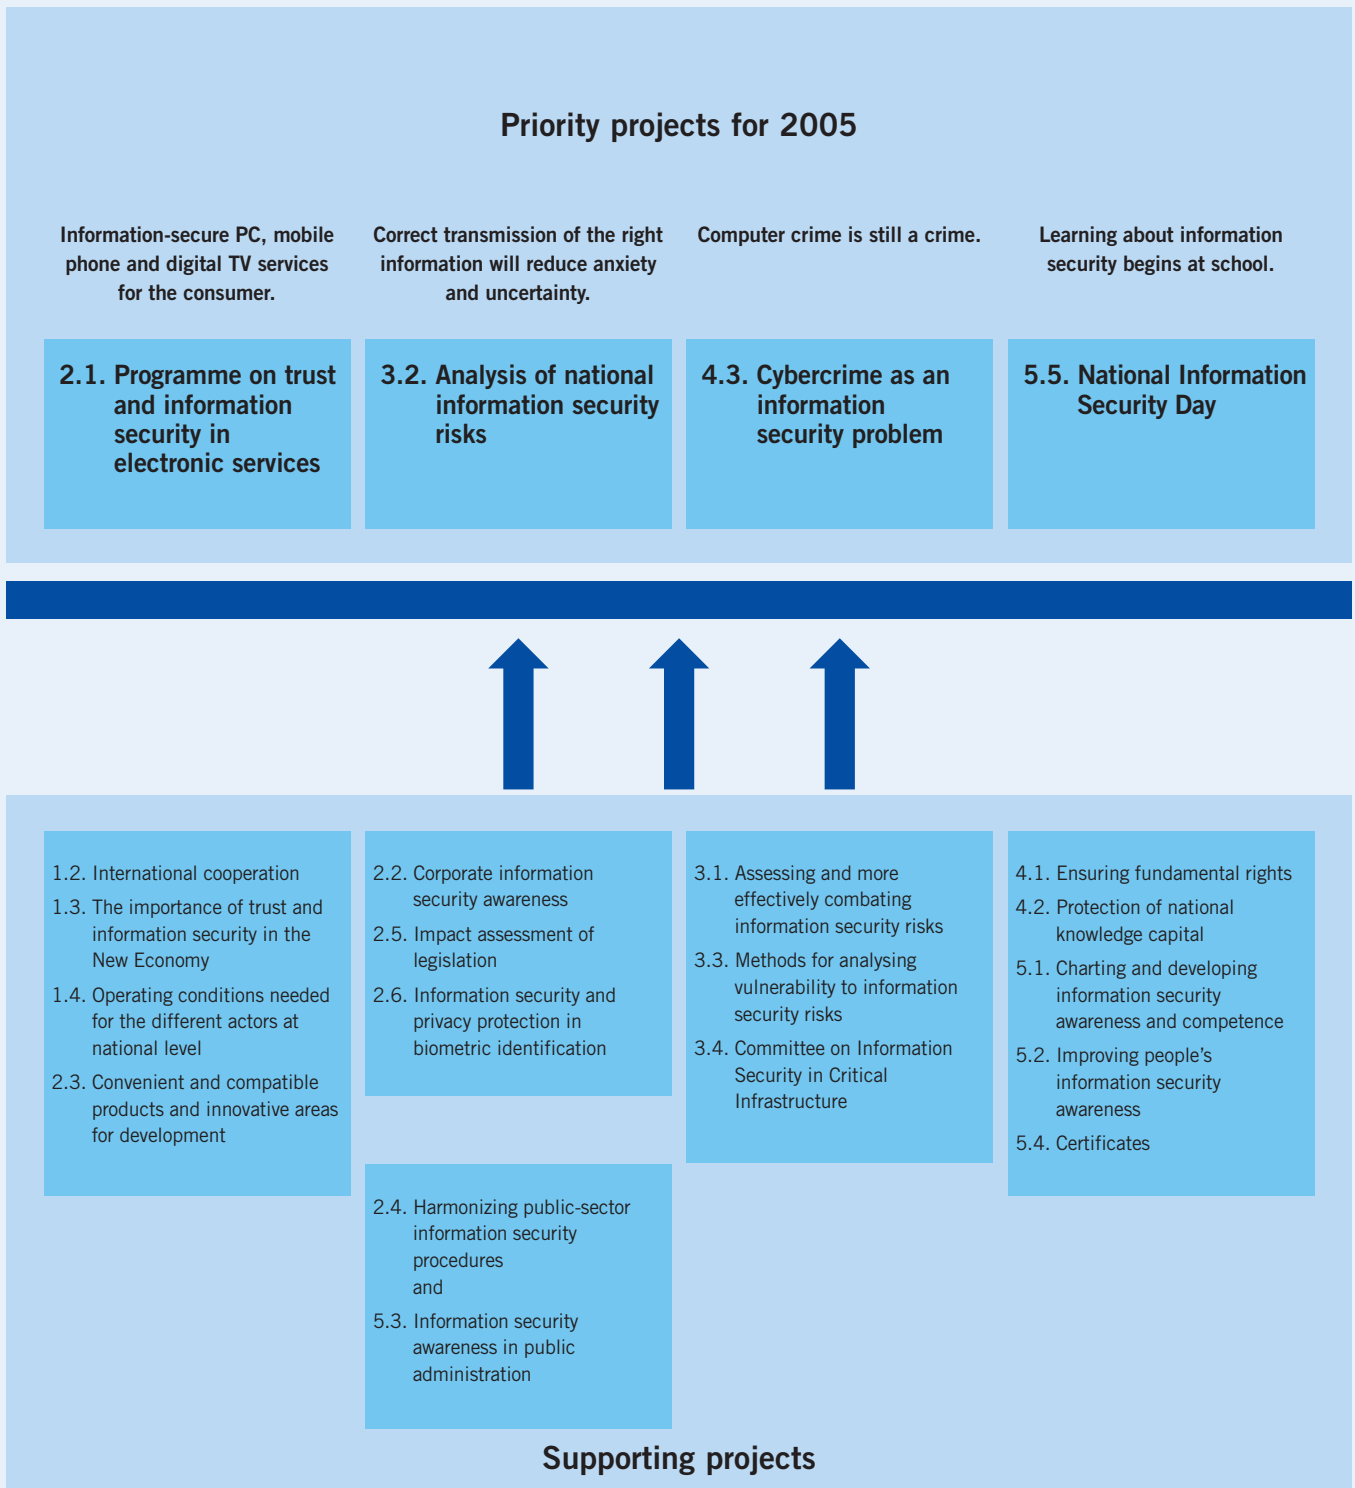 Priority projects for 2005
Information-secure PC, mobile
phone and digital TV services
for the consumer.
Correct transmission of the right
information will reduce anxiety
and uncertainty.
Computer crime is still a crime.
Learning about information
security begins at school.
2.1. Programme on trust
and information
security in
electronic services
3.2. Analysis of national
information security
risks
4.3. Cybercrime as an
information
security problem
5.5. National Information
Security Day
1.2. International cooperation
1.3. The importance of trust and
information security in the
New Economy
1.4. Operating conditions needed
for the different actors at
national level
2.3. Convenient and compatible
products and innovative areas
for development
2.2. Corporate information
security awareness
2.5. Impact assessment of
legislation
2.6. Information security and
privacy protection in
biometric identification
2.4. Harmonizing public-sector
information security
procedures
and
5.3. Information security
awareness in public
administration
3.1. Assessing and more
effectively combating
information security risks
3.3. Methods for analysing
vulnerability to information
security risks
3.4. Committee on Information
Security in Critical
Infrastructure
4.1. Ensuring fundamental rights
4.2. Protection of national
knowledge capital
5.1. Charting and developing
information security
awareness and competence
5.2. Improving people’s
information security
awareness
5.4. Certificates
Supporting projects